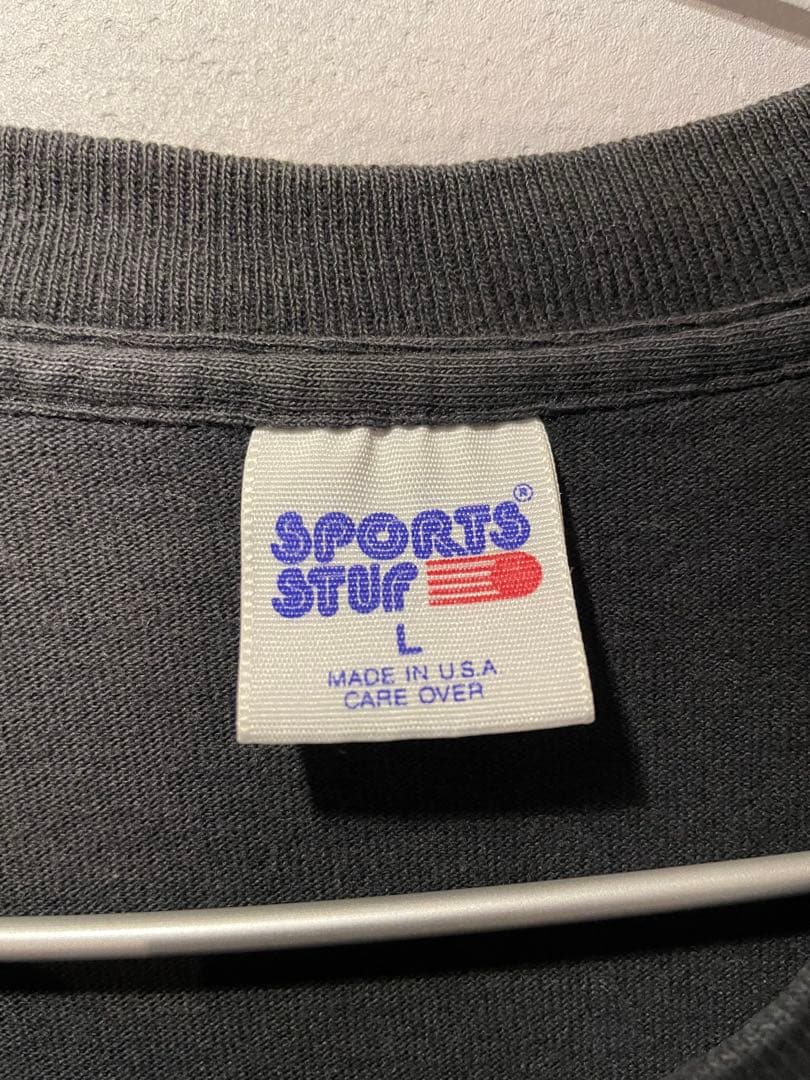 SPORTS ®
STUF
L
MADE IN U.S.A
CARE OVER